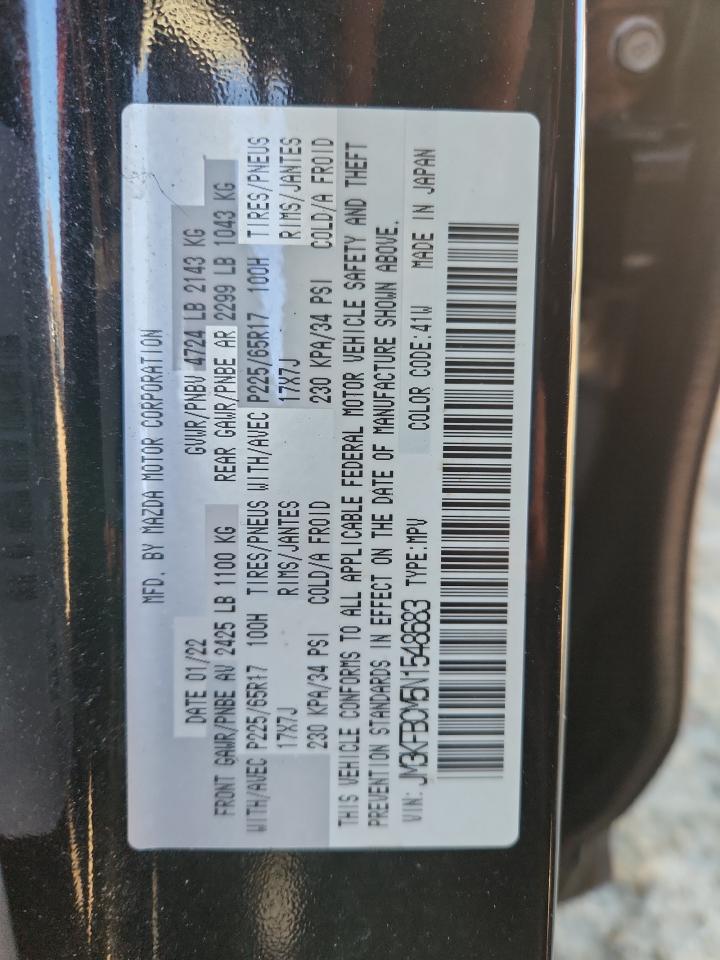 MFD. BY MAZDA MOTOR CORPORATION
DATE 01/22 GVWR/PNBV 4724 LB 2143 KG
FRONT GAWR/PNBE AV 2425 LB 1100 KG REAR GAWR/PNBE AR 2299 LB 1043 KG
WITH/AVEC P225/65R17 100H TIRES/PNEUS WITH/AVEC P225/65R17 100H TIRES/PNEUS
17X7J RIMS/JANTES 17X7J RIMS/JANTES
230 KPA/34 PSI COLD/A FROID 230 KPA/34 PSI COLD/A FROID
THIS VEHICLE CONFORMS TO ALL APPLICABLE FEDERAL MOTOR VEHICLE SAFETY AND THEFT
PREVENTION STANDARDS IN EFFECT ON THE DATE OF MANUFACTURE SHOWN ABOVE.
VIN: JM3KFBCM5N1548683 TYPE:MPV COLOR CODE:41W MADE IN JAPAN